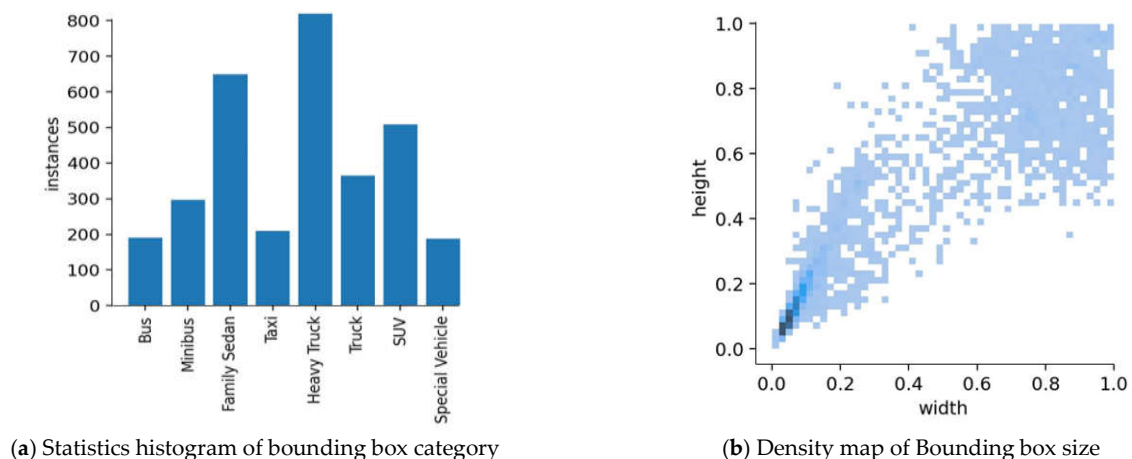 800
700
600
500
400
300
200
100
0
instances
Bus
Minibus
Family Sedan
Taxi
Heavy Truck
Truck
SUV
Special Vehicle
(a) Statistics histogram of bounding box category
1.0
0.8
0.6
0.4
0.2
0.0
height
0.0 0.2 0.4 0.6 0.8 1.0
width
(b) Density map of Bounding box size